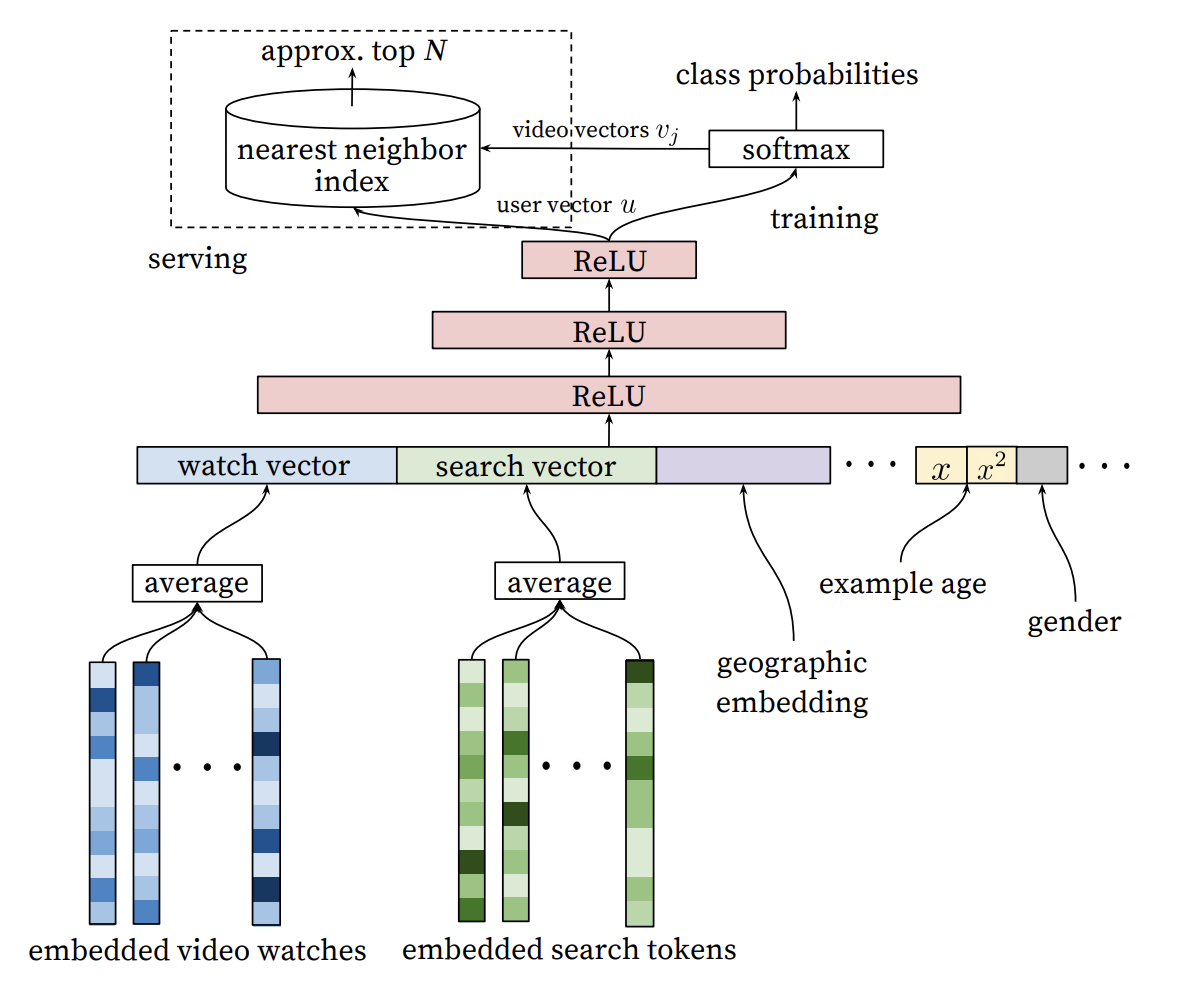 approx. top N
class probabilities
nearest neighbor
index
video vectors v_j
softmax
user vector u
training
serving
ReLU
ReLU
ReLU
watch vector
search vector
. . .
x
x²
. . .
average
average
example age
gender
geographic
embedding
. . .
. . .
embedded video watches
embedded search tokens